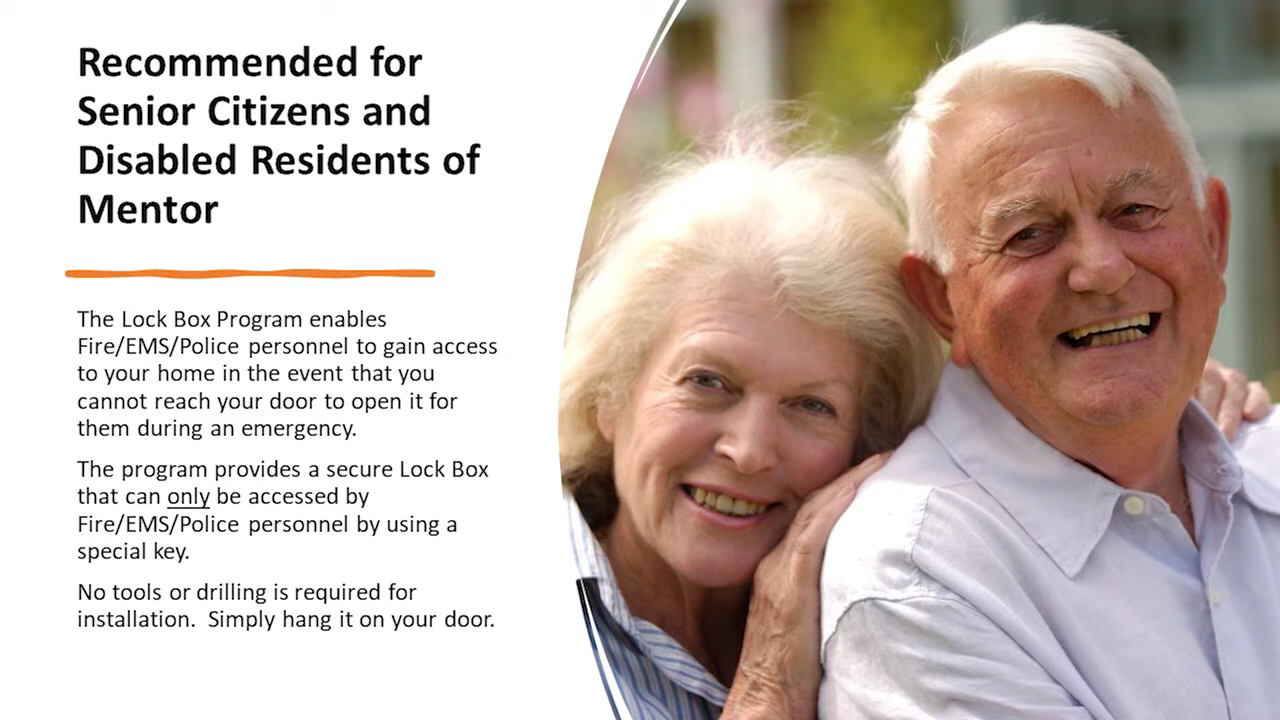 Recommended for
Senior Citizens and
Disabled Residents of
Mentor
The Lock Box Program enables
Fire/EMS/Police personnel to gain access
to your home in the event that you
cannot reach your door to open it for
them during an emergency.
The program provides a secure Lock Box
that can only be accessed by
Fire/EMS/Police personnel by using a
special key.
No tools or drilling is required for
installation.  Simply hang it on your door.